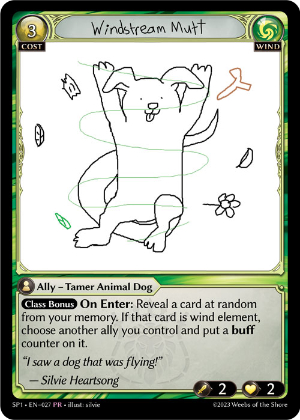 3
Windstream Mutt
COST
WIND
Ally – Tamer Animal Dog
Class Bonus On Enter: Reveal a card at random
from your memory. If that card is wind element,
choose another ally you control and put a buff
counter on it.
"I saw a dog that was flying!"
— Silvie Heartsong
2
2
SP1 • EN-027 PR • illust: silvie
©2023 Weebs of the Shore